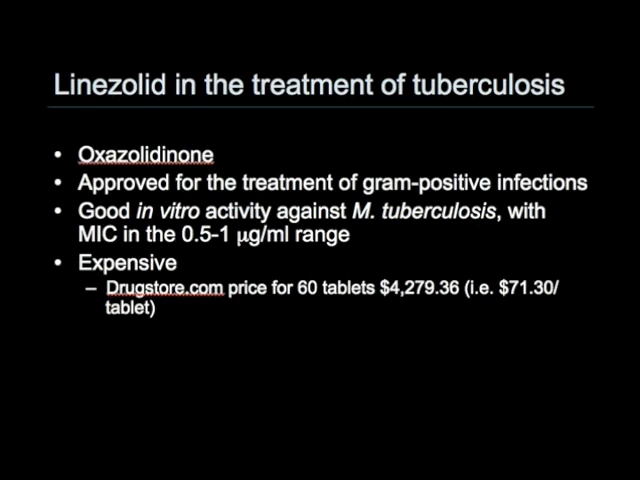 Linezolid in the treatment of tuberculosis
• Oxazolidinone
• Approved for the treatment of gram-positive infections
• Good in vitro activity against M. tuberculosis, with
MIC in the 0.5-1 μg/ml range
• Expensive
– Drugstore.com price for 60 tablets $4,279.36 (i.e. $71.30/
tablet)